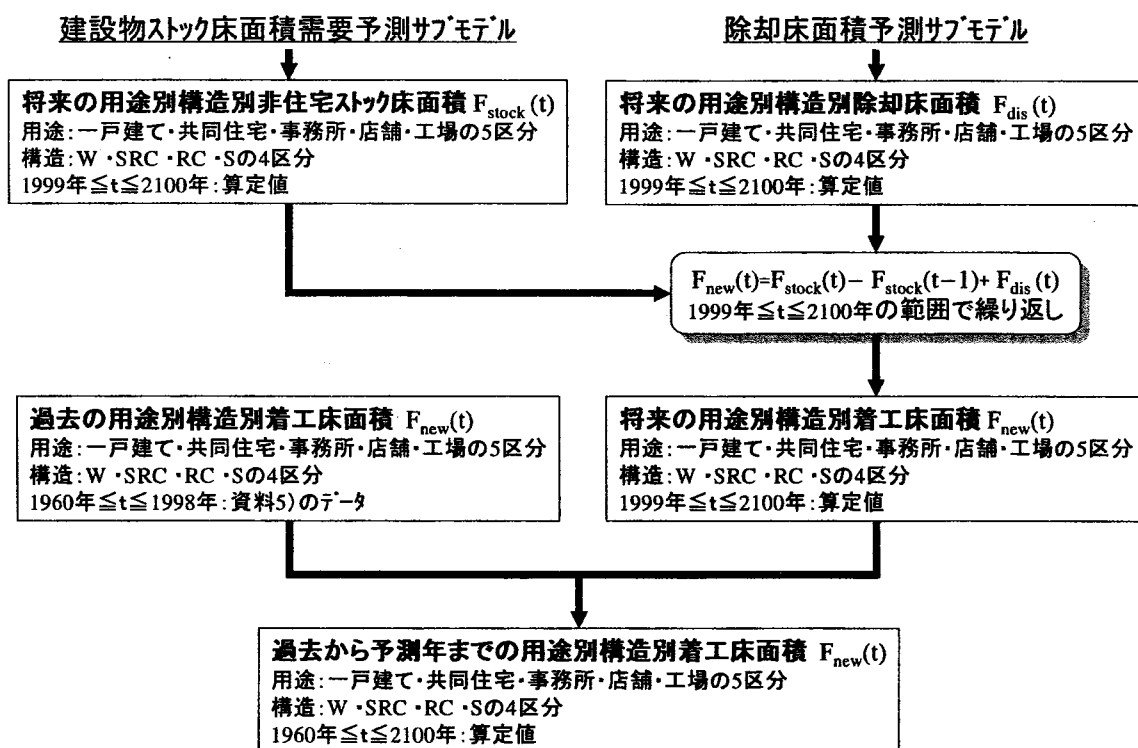 建設物ストック床面積需要予測サブモデル
除却床面積予測サブモデル
将来の用途別構造別非住宅ストック床面積 Fstock(t)
用途:一戸建て・共同住宅・事務所・店舗・工場の5区分
構造:W・SRC・RC・Sの4区分
1999年≦t≦2100年:算定値
将来の用途別構造別除却床面積 Fdis(t)
用途:一戸建て・共同住宅・事務所・店舗・工場の5区分
構造:W・SRC・RC・Sの4区分
1999年≦t≦2100年:算定値
Fnew(t)=Fstock(t)− Fstock(t−1)+ Fdis(t)
1999年≦t≦2100年の範囲で繰り返し
過去の用途別構造別着工床面積 Fnew(t)
用途:一戸建て・共同住宅・事務所・店舗・工場の5区分
構造:W・SRC・RC・Sの4区分
1960年≦t≦1998年:資料5)のデータ
将来の用途別構造別着工床面積 Fnew(t)
用途:一戸建て・共同住宅・事務所・店舗・工場の5区分
構造:W・SRC・RC・Sの4区分
1999年≦t≦2100年:算定値
過去から予測年までの用途別構造別着工床面積 Fnew(t)
用途:一戸建て・共同住宅・事務所・店舗・工場の5区分
構造:W・SRC・RC・Sの4区分
1960年≦t≦2100年:算定値